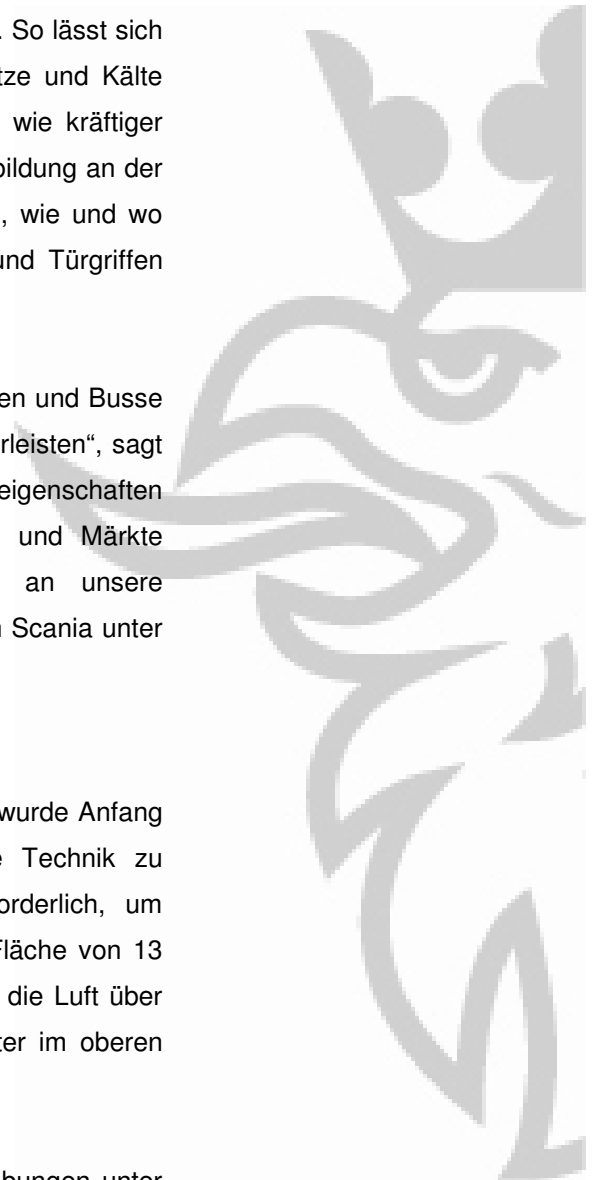 . So lässt sich
tze und Kälte
wie kräftiger
bildung an der
, wie und wo
und Türgriffen
en und Busse
rleisten“, sagt
eigenschaften
und Märkte
an unsere
n Scania unter
wurde Anfang
e Technik zu
orderlich, um
Fläche von 13
die Luft über
ter im oberen
bungen unter